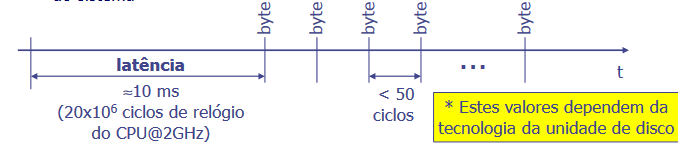 byte
byte
byte
byte
byte
latência
...
t
≈10 ms
(20x10⁶ ciclos de relógio
do CPU@2GHz)
< 50
ciclos
* Estes valores dependem da
tecnologia da unidade de disco